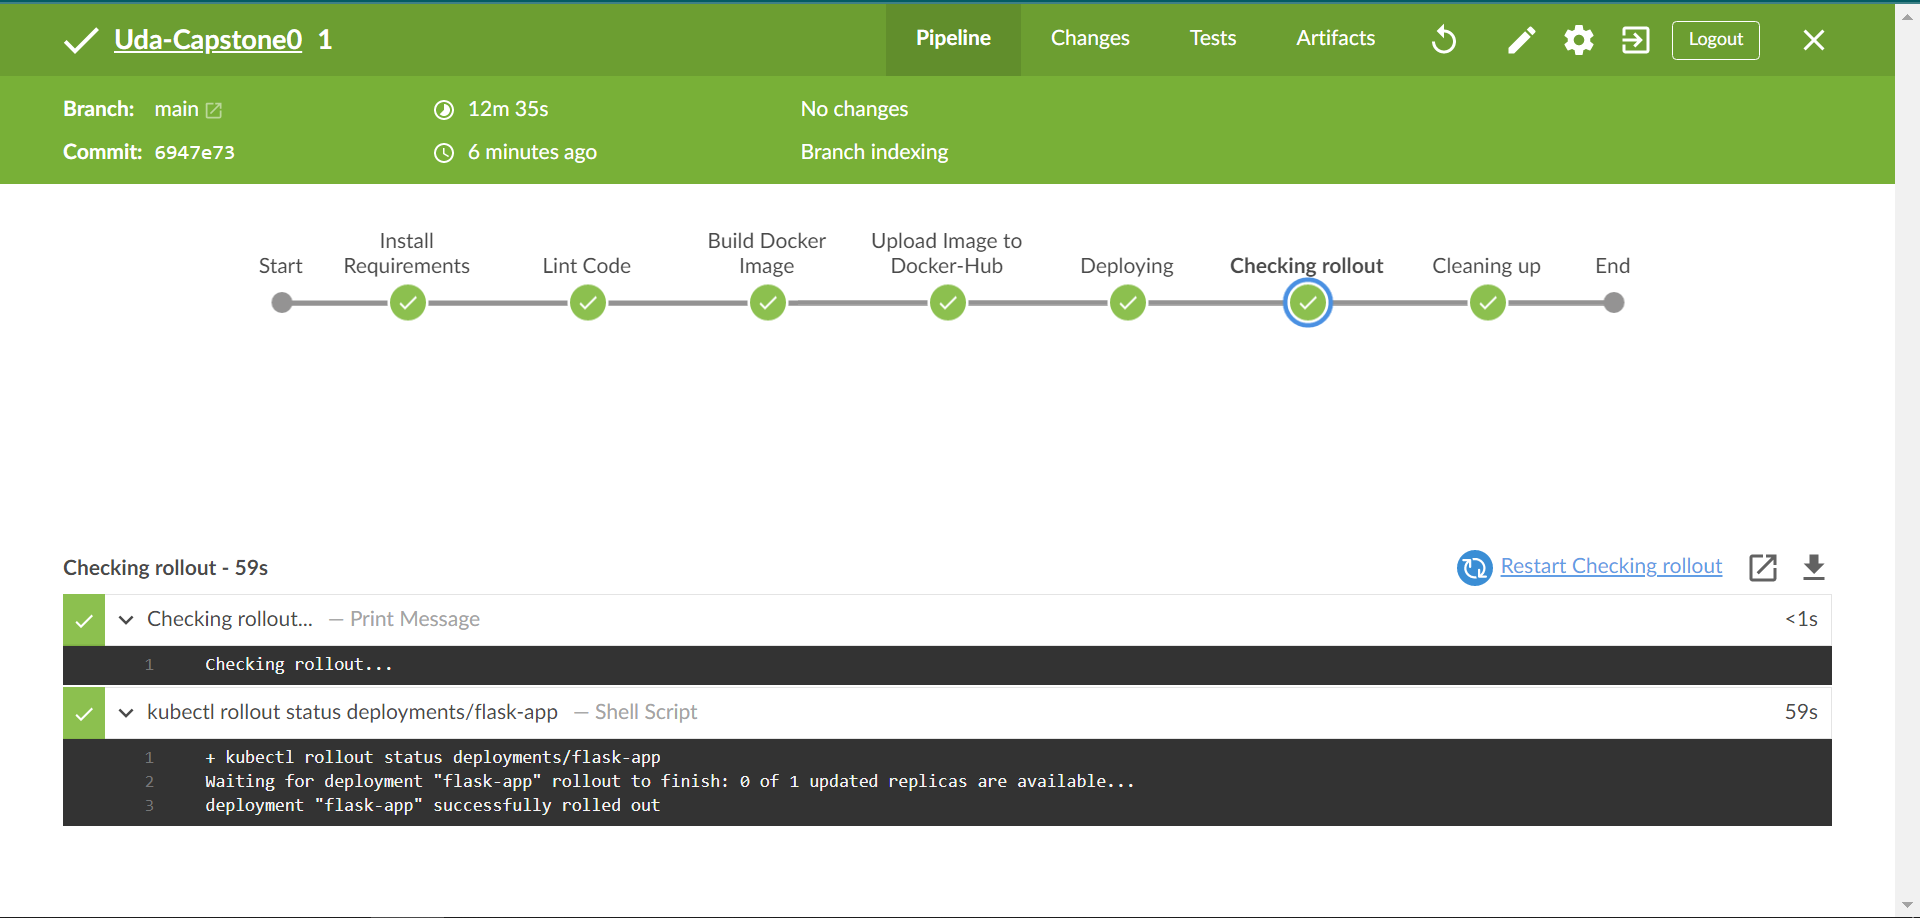 Uda-Capstone0 1
Pipeline
Changes
Tests
Artifacts
Logout
Branch: main
12m 35s
No changes
Commit: 6947e73
6 minutes ago
Branch indexing
Start
Install
Requirements
Lint Code
Build Docker
Image
Upload Image to
Docker-Hub
Deploying
Checking rollout
Cleaning up
End
Checking rollout - 59s
Restart Checking rollout
Checking rollout... — Print Message <1s
1 Checking rollout...
kubectl rollout status deployments/flask-app — Shell Script 59s
1 + kubectl rollout status deployments/flask-app
2 Waiting for deployment "flask-app" rollout to finish: 0 of 1 updated replicas are available...
3 deployment "flask-app" successfully rolled out